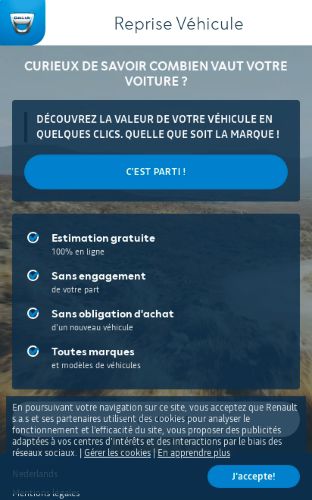 DACIA
Reprise Véhicule
CURIEUX DE SAVOIR COMBIEN VAUT VOTRE
VOITURE ?
DÉCOUVREZ LA VALEUR DE VOTRE VÉHICULE EN
QUELQUES CLICS. QUELLE QUE SOIT LA MARQUE !
C'EST PARTI !
Estimation gratuite
100% en ligne
Sans engagement
de votre part
Sans obligation d'achat
d'un nouveau véhicule
Toutes marques
et modèles de véhicules
En poursuivant votre navigation sur ce site, vous acceptez que Renault
s.a.s et ses partenaires utilisent des cookies pour analyser le
fonctionnement et l'efficacité du site, vous proposer des publicités
adaptées à vos centres d'intérêts et des interactions par le biais des
réseaux sociaux. | Gérer les cookies | En apprendre plus
Nederlands
J'accepte!
Mentions légales